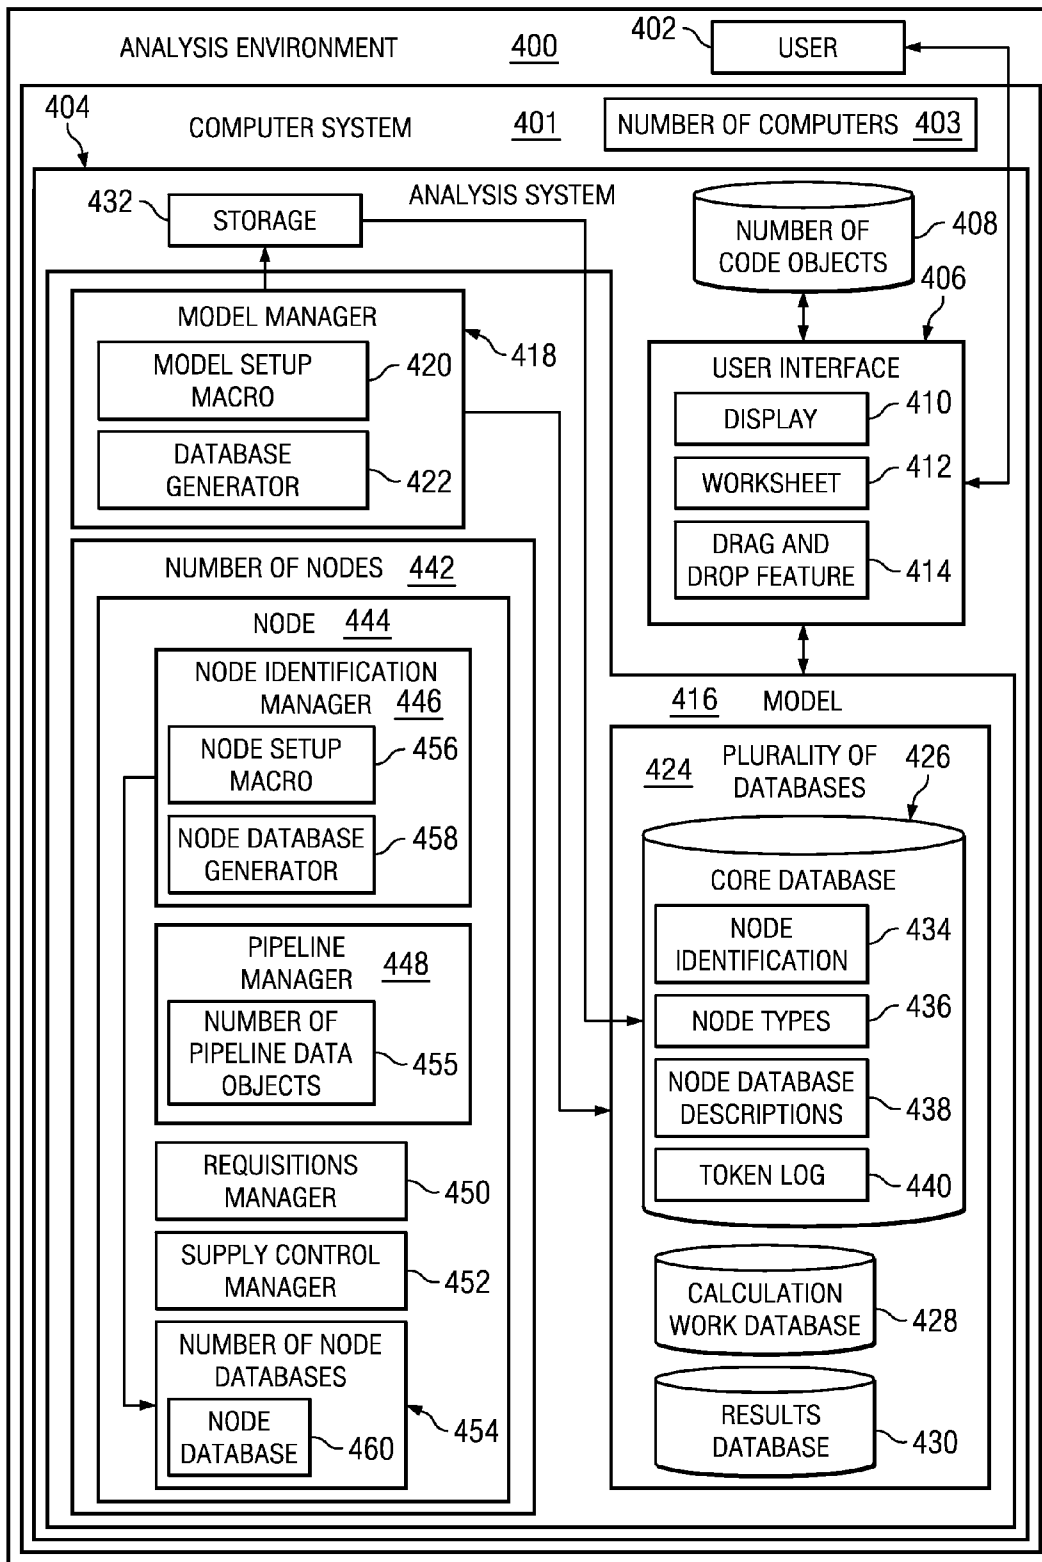 ANALYSIS ENVIRONMENT 400
402 USER
404
COMPUTER SYSTEM 401
NUMBER OF COMPUTERS 403
ANALYSIS SYSTEM
432 STORAGE
NUMBER OF
CODE OBJECTS
408
406
MODEL MANAGER
418
MODEL SETUP
MACRO
420
DATABASE
GENERATOR
422
USER INTERFACE
DISPLAY 410
WORKSHEET 412
DRAG AND
DROP FEATURE
414
NUMBER OF NODES 442
NODE 444
NODE IDENTIFICATION
MANAGER 446
NODE SETUP
MACRO
456
NODE DATABASE
GENERATOR
458
PIPELINE
MANAGER 448
NUMBER OF
PIPELINE DATA
OBJECTS
455
REQUISITIONS
MANAGER
450
SUPPLY CONTROL
MANAGER
452
NUMBER OF NODE
DATABASES
NODE
DATABASE
460
454
416 MODEL
424 PLURALITY OF
DATABASES
426
CORE DATABASE
NODE
IDENTIFICATION
434
NODE TYPES 436
NODE DATABASE
DESCRIPTIONS
438
TOKEN LOG 440
CALCULATION
WORK DATABASE
428
RESULTS
DATABASE
430